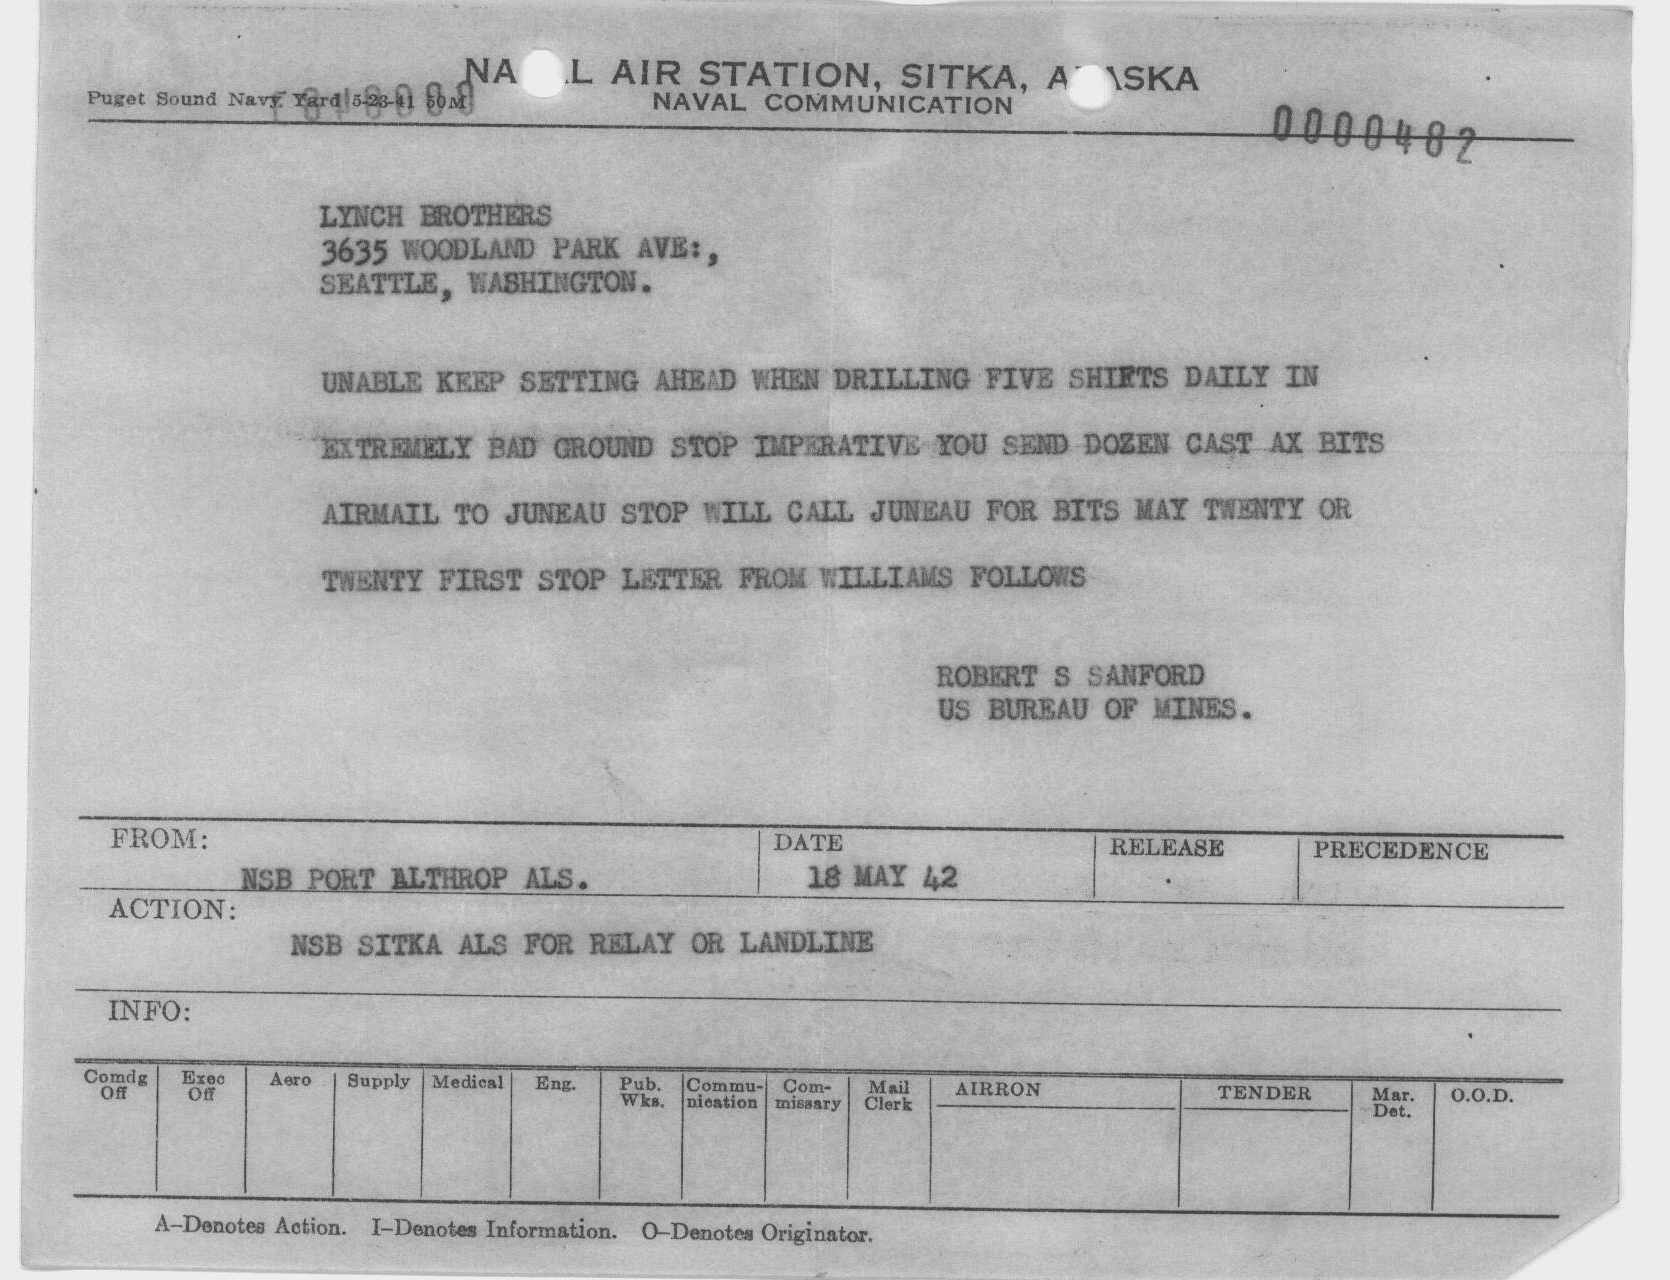 NAVAL AIR STATION, SITKA, ALASKA
Puget Sound Navy Yard 5-23-41 50M
NAVAL COMMUNICATION
0000482
LYNCH BROTHERS
3635 WOODLAND PARK AVE:,
SEATTLE, WASHINGTON.
UNABLE KEEP SETTING AHEAD WHEN DRILLING FIVE SHIFTS DAILY IN
EXTREMELY BAD GROUND STOP IMPERATIVE YOU SEND DOZEN CAST AX BITS
AIRMAIL TO JUNEAU STOP WILL CALL JUNEAU FOR BITS MAY TWENTY OR
TWENTY FIRST STOP LETTER FROM WILLIAMS FOLLOWS
ROBERT S SANFORD
US BUREAU OF MINES.
FROM: DATE RELEASE PRECEDENCE
NSB PORT ALTHROP ALS. 18 MAY 42
ACTION:
NSB SITKA ALS FOR RELAY OR LANDLINE
INFO:
Comdg Off Exec Off Aero Supply Medical Eng. Pub. Wks. Commu-nication Com-missary Mail Clerk AIRRON TENDER Mar. Det. O.O.D.
A-Denotes Action. I-Denotes Information. O-Denotes Originator.